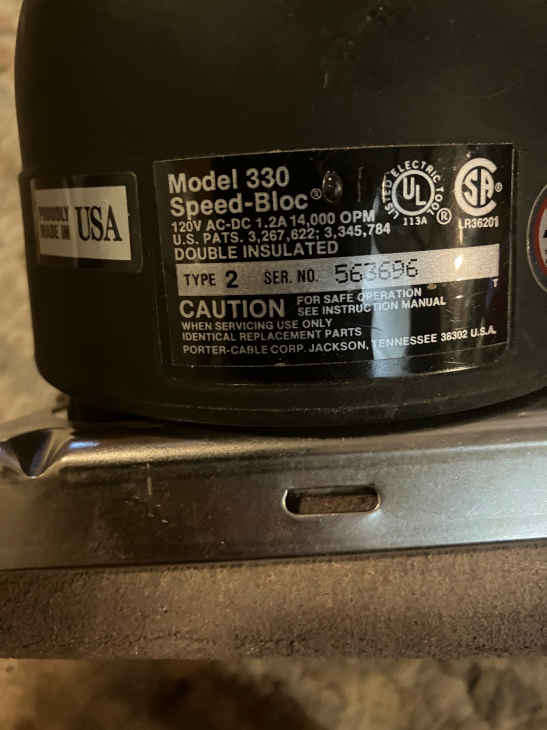 PROUDLY
MADE IN USA
Model 330
Speed-Bloc®
120V AC-DC 1.2A 14,000 OPM
U.S. PATS. 3,267,622; 3,345,784
DOUBLE INSULATED
LISTED ELECTRIC TOOL
UL ®
113A
SA ®
LR36201
TYPE 2 SER. NO. 563696
T
CAUTION FOR SAFE OPERATION
SEE INSTRUCTION MANUAL
WHEN SERVICING USE ONLY
IDENTICAL REPLACEMENT PARTS
PORTER-CABLE CORP. JACKSON, TENNESSEE 38302 U.S.A.